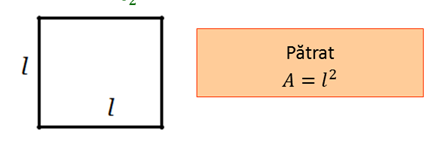 l
l
Pătrat
A = l²